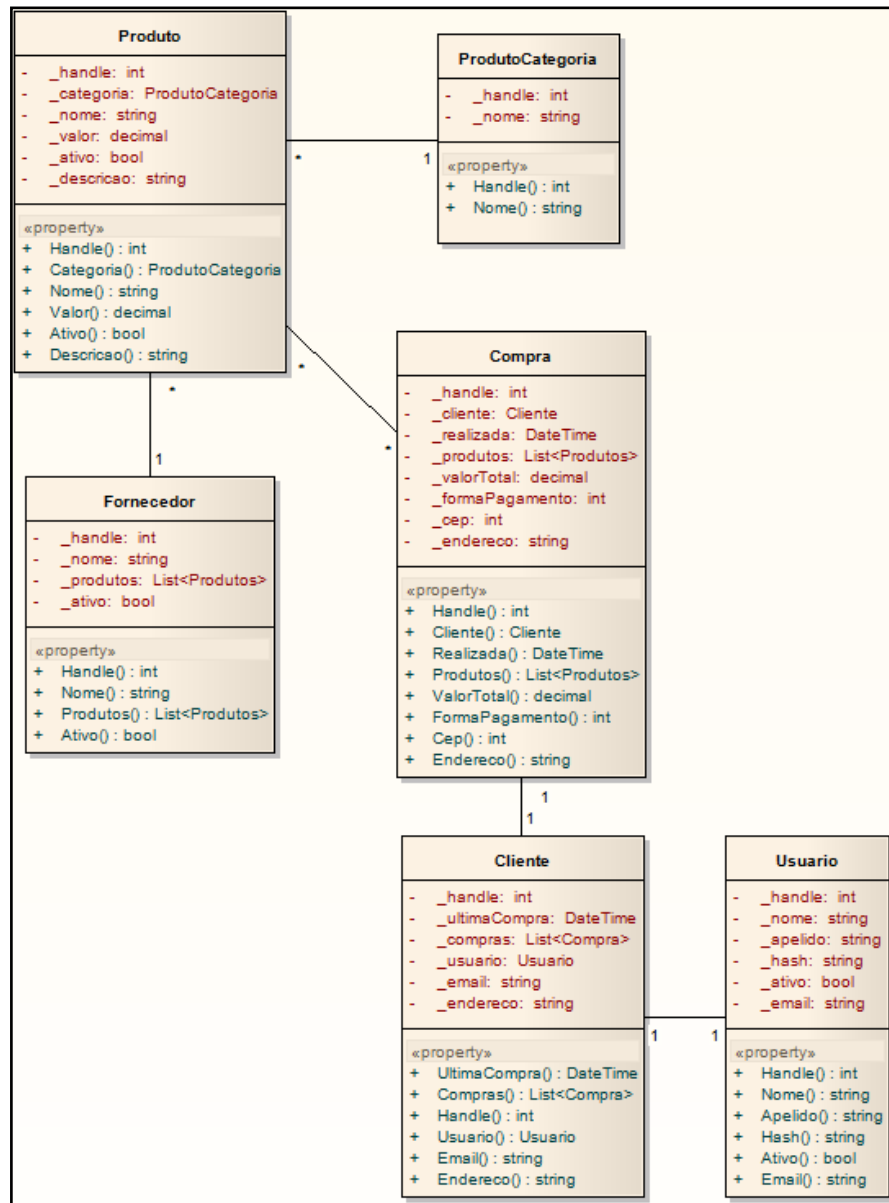 Produto
- _handle: int
- _categoria: ProdutoCategoria
- _nome: string
- _valor: decimal
- _ativo: bool
- _descricao: string
«property»
+ Handle() : int
+ Categoria() : ProdutoCategoria
+ Nome() : string
+ Valor() : decimal
+ Ativo() : bool
+ Descricao() : string
* 1
ProdutoCategoria
- _handle: int
- _nome: string
«property»
+ Handle() : int
+ Nome() : string
*
*
*
1
Compra
- _handle: int
- _cliente: Cliente
- _realizada: DateTime
- _produtos: List<Produtos>
- _valorTotal: decimal
- _formaPagamento: int
- _cep: int
- _endereco: string
«property»
+ Handle() : int
+ Cliente() : Cliente
+ Realizada() : DateTime
+ Produtos() : List<Produtos>
+ ValorTotal() : decimal
+ FormaPagamento() : int
+ Cep() : int
+ Endereco() : string
Fornecedor
- _handle: int
- _nome: string
- _produtos: List<Produtos>
- _ativo: bool
«property»
+ Handle() : int
+ Nome() : string
+ Produtos() : List<Produtos>
+ Ativo() : bool
1
1
Cliente
- _handle: int
- _ultimaCompra: DateTime
- _compras: List<Compra>
- _usuario: Usuario
- _email: string
- _endereco: string
«property»
+ UltimaCompra() : DateTime
+ Compras() : List<Compra>
+ Handle() : int
+ Usuario() : Usuario
+ Email() : string
+ Endereco() : string
1 1
Usuario
- _handle: int
- _nome: string
- _apelido: string
- _hash: string
- _ativo: bool
- _email: string
«property»
+ Handle() : int
+ Nome() : string
+ Apelido() : string
+ Hash() : string
+ Ativo() : bool
+ Email() : string